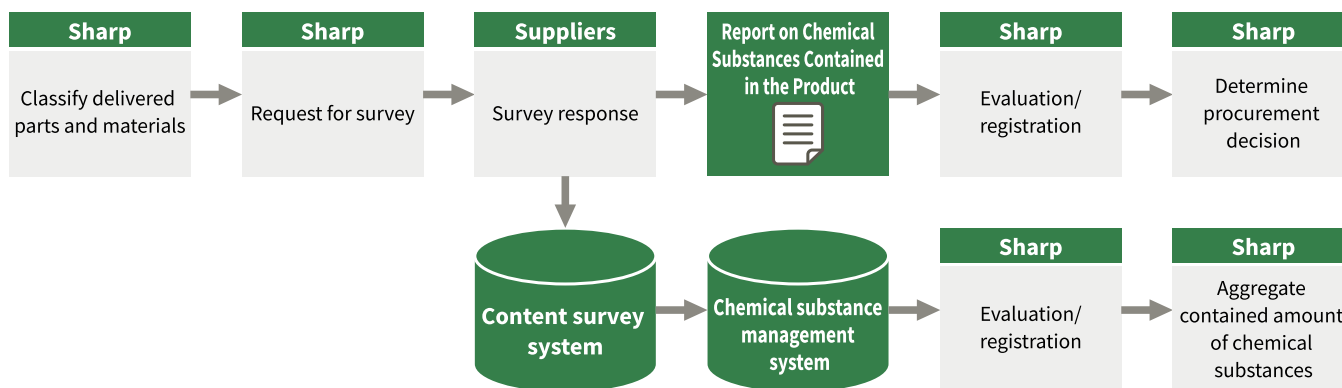 Sharp
Classify delivered
parts and materials
Sharp
Request for survey
Suppliers
Survey response
Report on Chemical
Substances Contained
in the Product
Sharp
Evaluation/
registration
Sharp
Determine
procurement
decision
Content survey
system
Chemical substance
management
system
Sharp
Evaluation/
registration
Sharp
Aggregate
contained amount
of chemical
substances